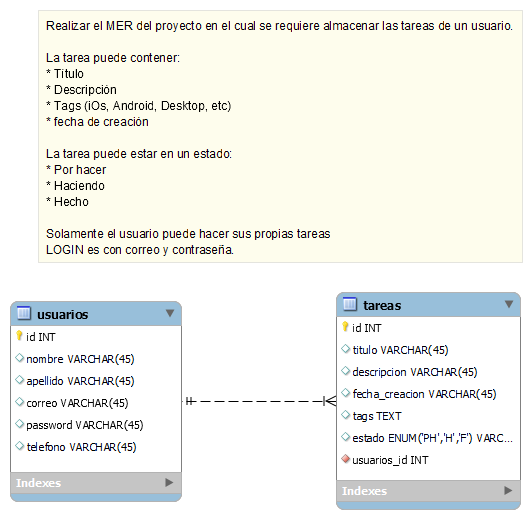 Realizar el MER del proyecto en el cual se requiere almacenar las tareas de un usuario.
La tarea puede contener:
* Titulo
* Descripción
* Tags (iOs, Android, Desktop, etc)
* fecha de creación
La tarea puede estar en un estado:
* Por hacer
* Haciendo
* Hecho
Solamente el usuario puede hacer sus propias tareas
LOGIN es con correo y contraseña.
usuarios
id INT
nombre VARCHAR(45)
apellido VARCHAR(45)
correo VARCHAR(45)
password VARCHAR(45)
telefono VARCHAR(45)
Indexes
tareas
id INT
titulo VARCHAR(45)
descripcion VARCHAR(45)
fecha_creacion VARCHAR(45)
tags TEXT
estado ENUM('PH','H','F') VARC...
usuarios_id INT
Indexes